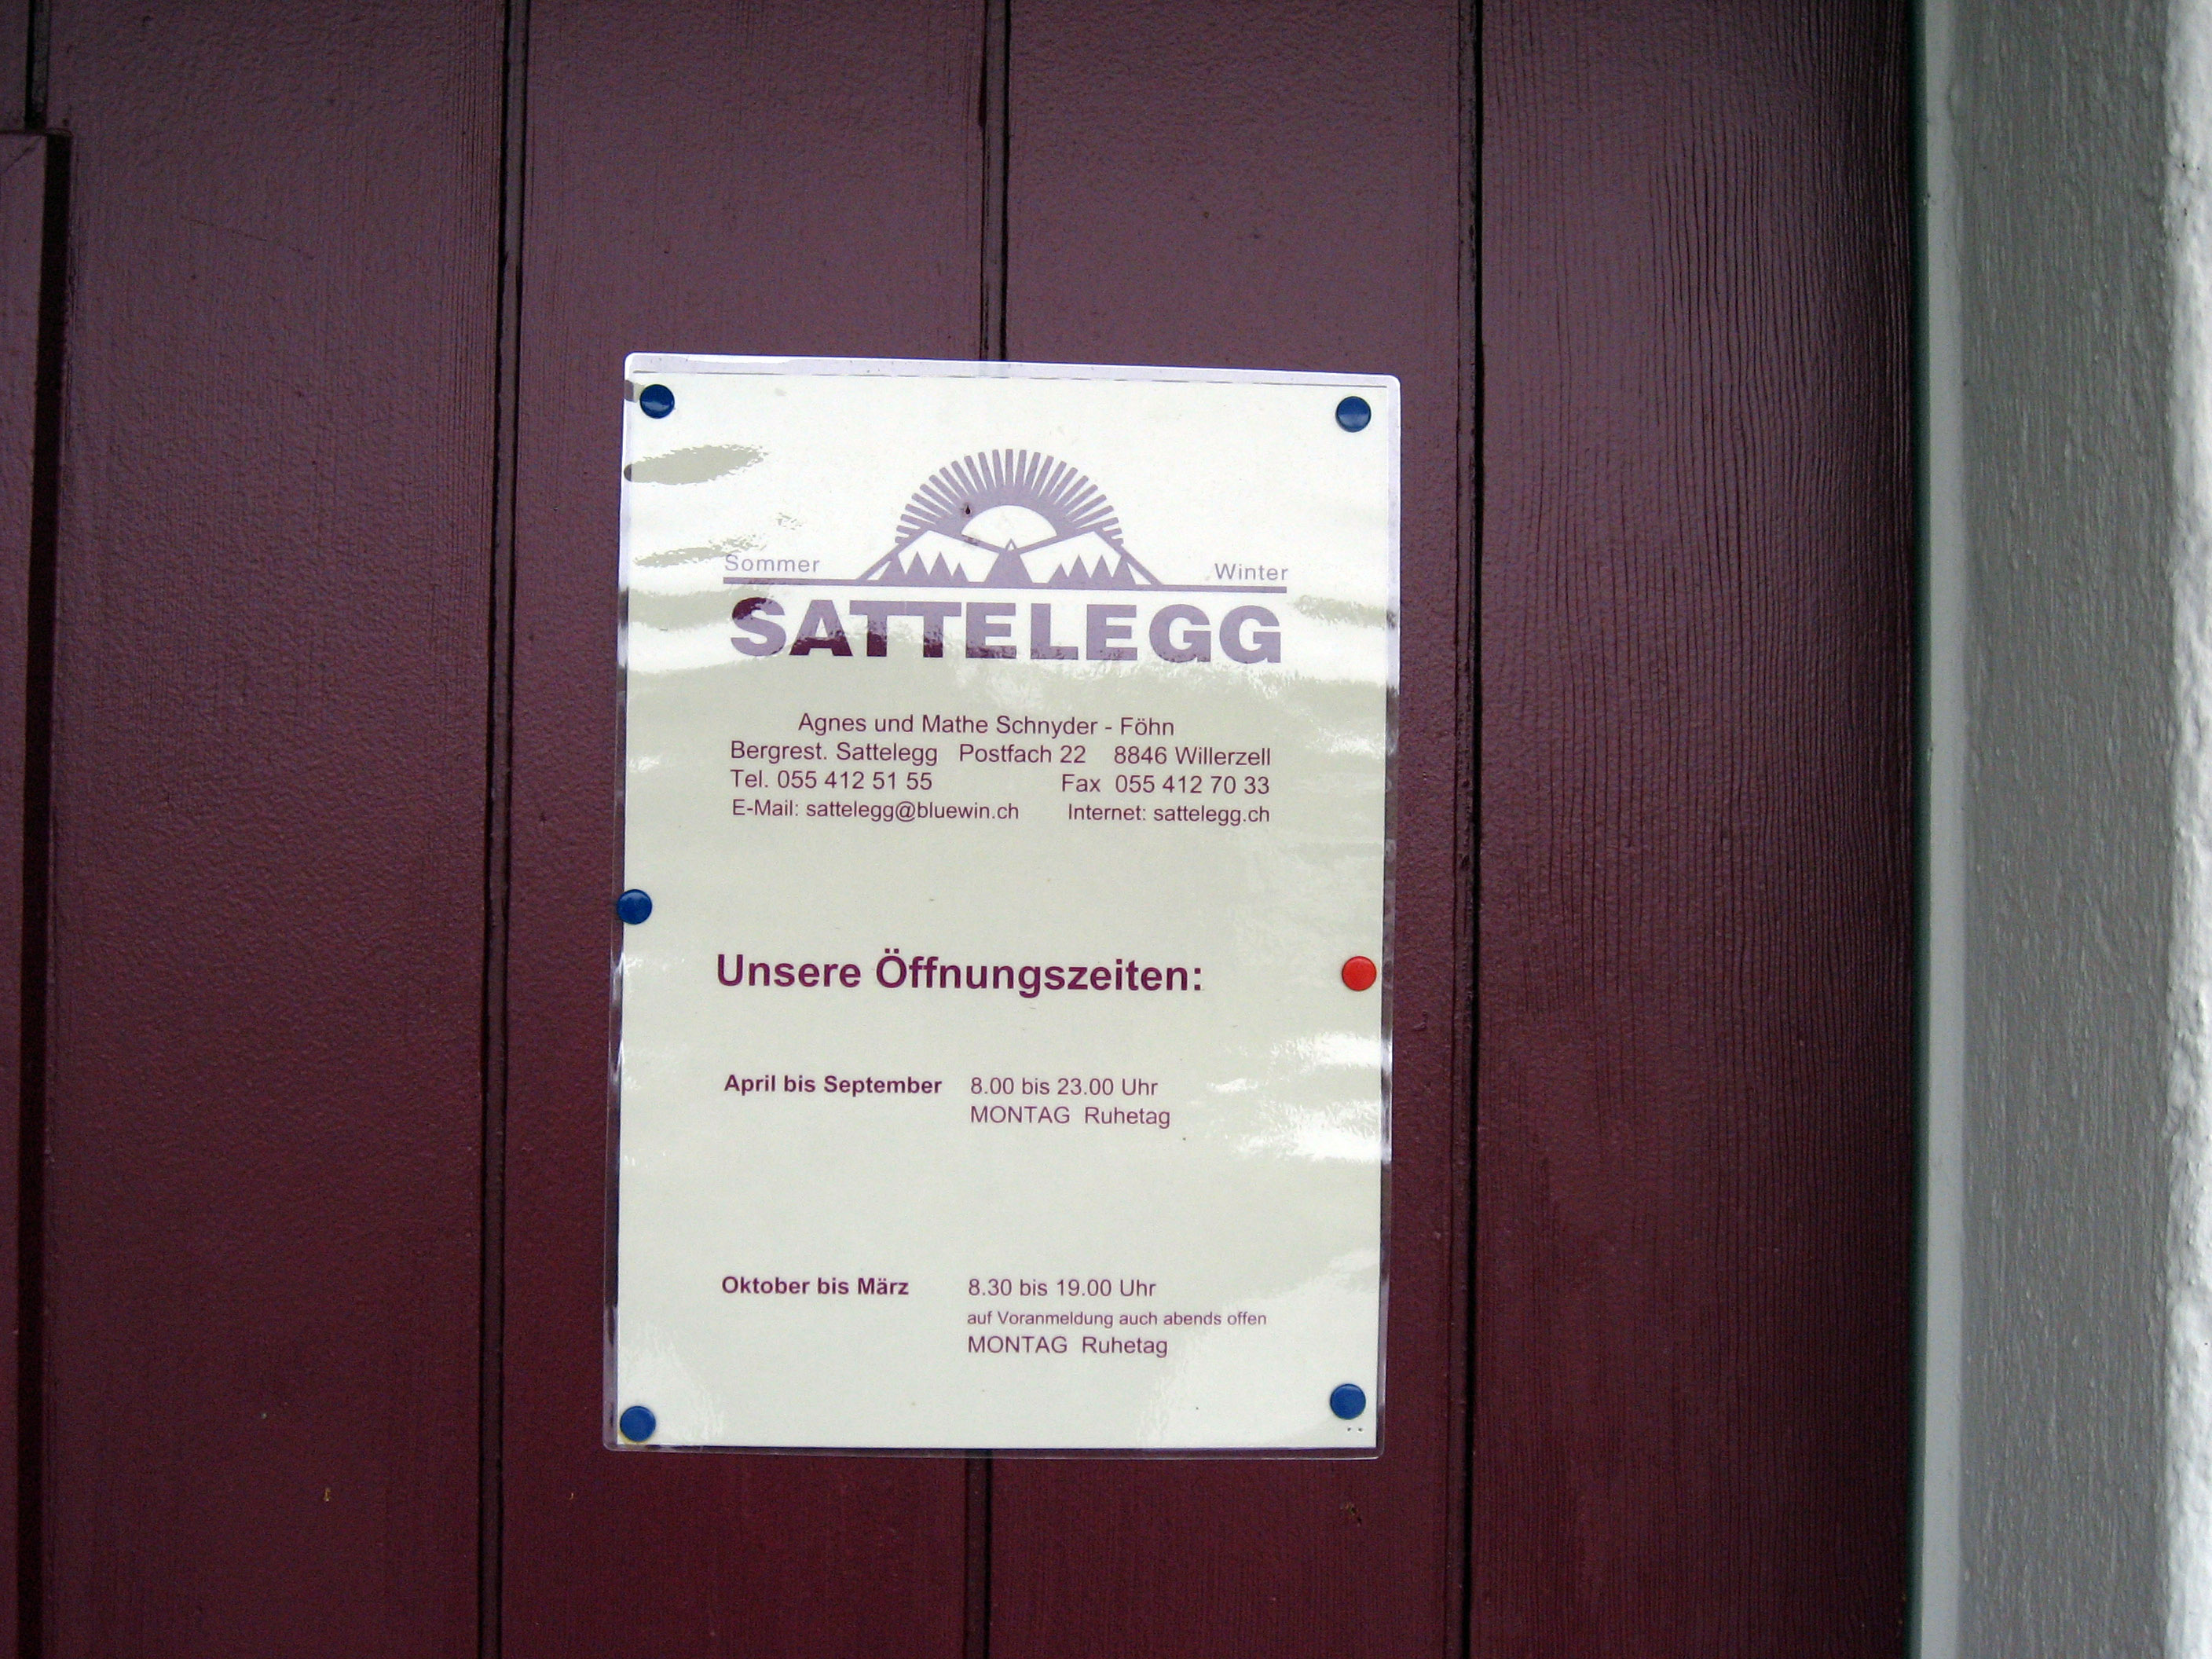 Sommer Winter
SATTELEGG
Agnes und Mathe Schnyder - Föhn
Bergrest. Sattelegg Postfach 22 8846 Willerzell
Tel. 055 412 51 55 Fax 055 412 70 33
E-Mail: sattelegg@bluewin.ch Internet: sattelegg.ch
Unsere Öffnungszeiten:
April bis September 8.00 bis 23.00 Uhr
MONTAG Ruhetag
Oktober bis März 8.30 bis 19.00 Uhr
auf Voranmeldung auch abends offen
MONTAG Ruhetag